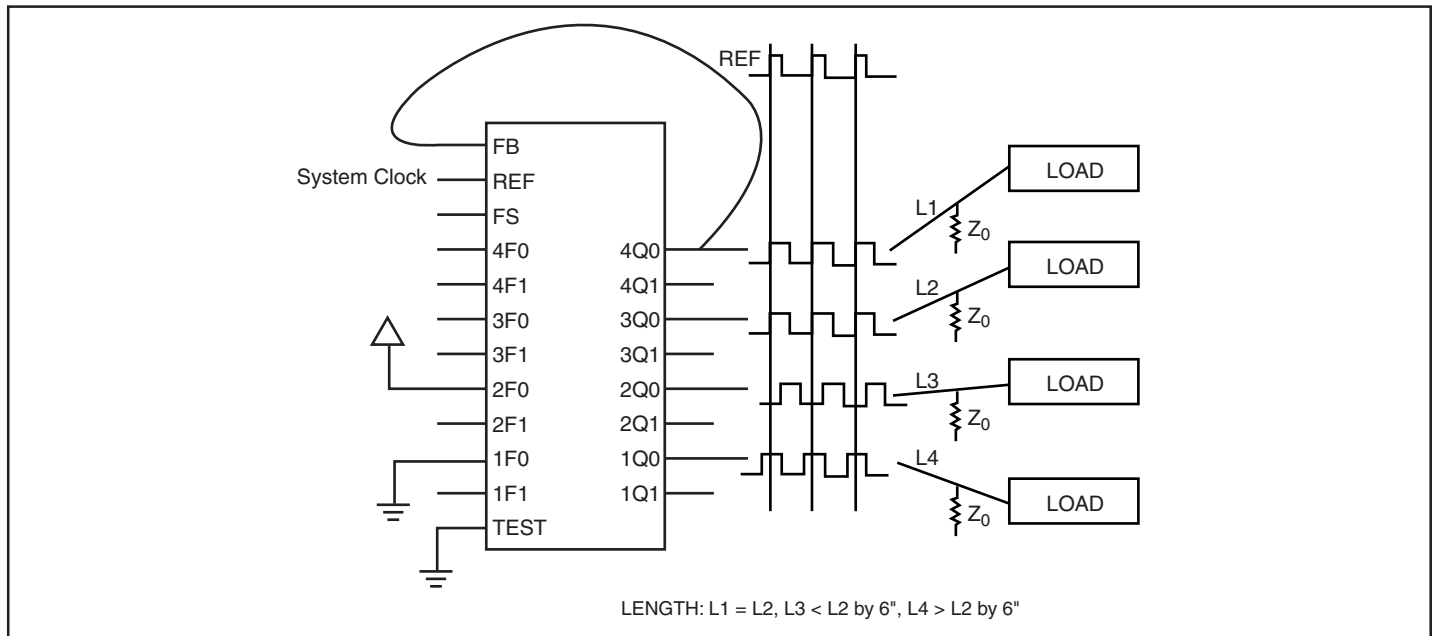 REF
FB
System Clock REF
FS
4F0 4Q0
4F1 4Q1
3F0 3Q0
3F1 3Q1
2F0 2Q0
2F1 2Q1
1F0 1Q0
1F1 1Q1
TEST
L1 Z0 LOAD
L2 Z0 LOAD
L3 Z0 LOAD
L4 Z0 LOAD
LENGTH: L1 = L2, L3 < L2 by 6", L4 > L2 by 6"